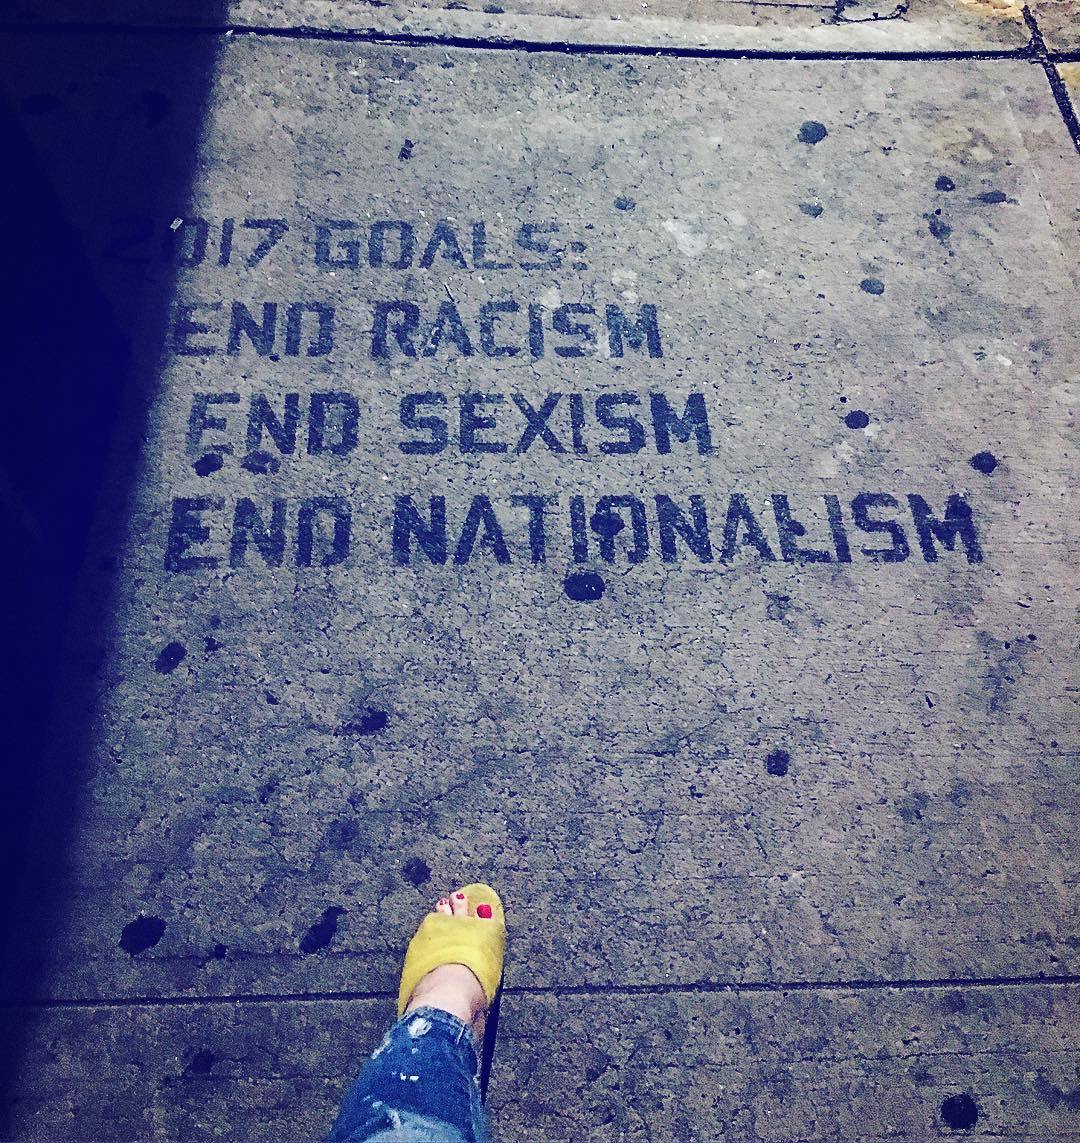 2017 GOALS:
END RACISM
END SEXISM
END NATIONALISM